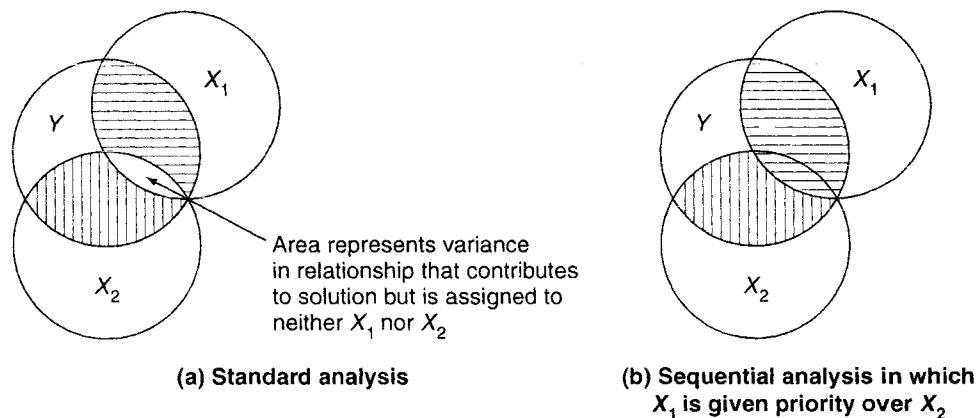 X1
Y
X2
Area represents variance
in relationship that contributes
to solution but is assigned to
neither X1 nor X2
(a) Standard analysis
X1
Y
X2
(b) Sequential analysis in which
X1 is given priority over X2